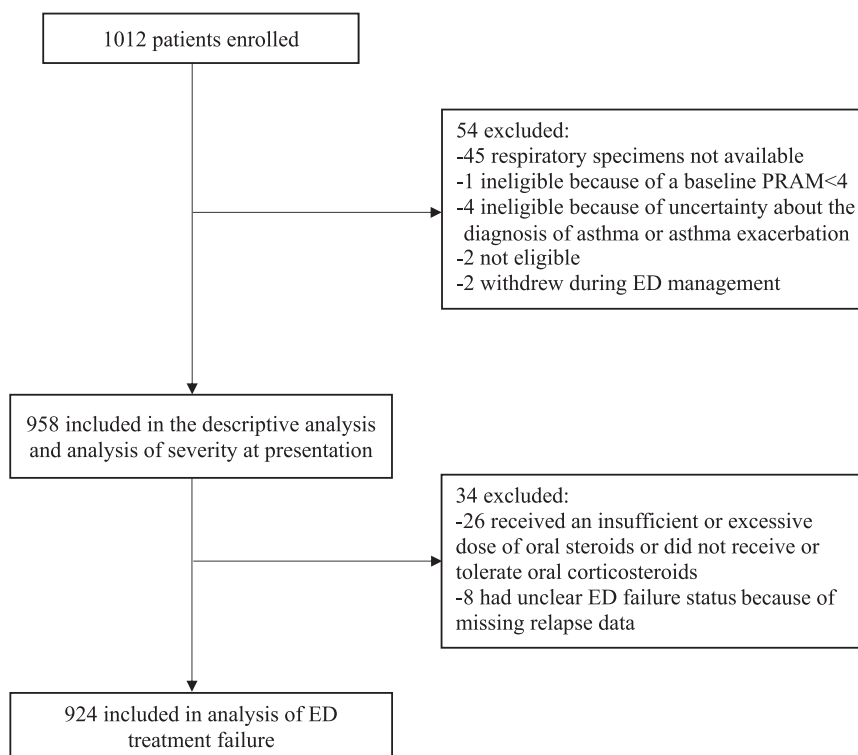 1012 patients enrolled
54 excluded:
-45 respiratory specimens not available
-1 ineligible because of a baseline PRAM<4
-4 ineligible because of uncertainty about the
diagnosis of asthma or asthma exacerbation
-2 not eligible
-2 withdrew during ED management
958 included in the descriptive analysis
and analysis of severity at presentation
34 excluded:
-26 received an insufficient or excessive
dose of oral steroids or did not receive or
tolerate oral corticosteroids
-8 had unclear ED failure status because of
missing relapse data
924 included in analysis of ED
treatment failure